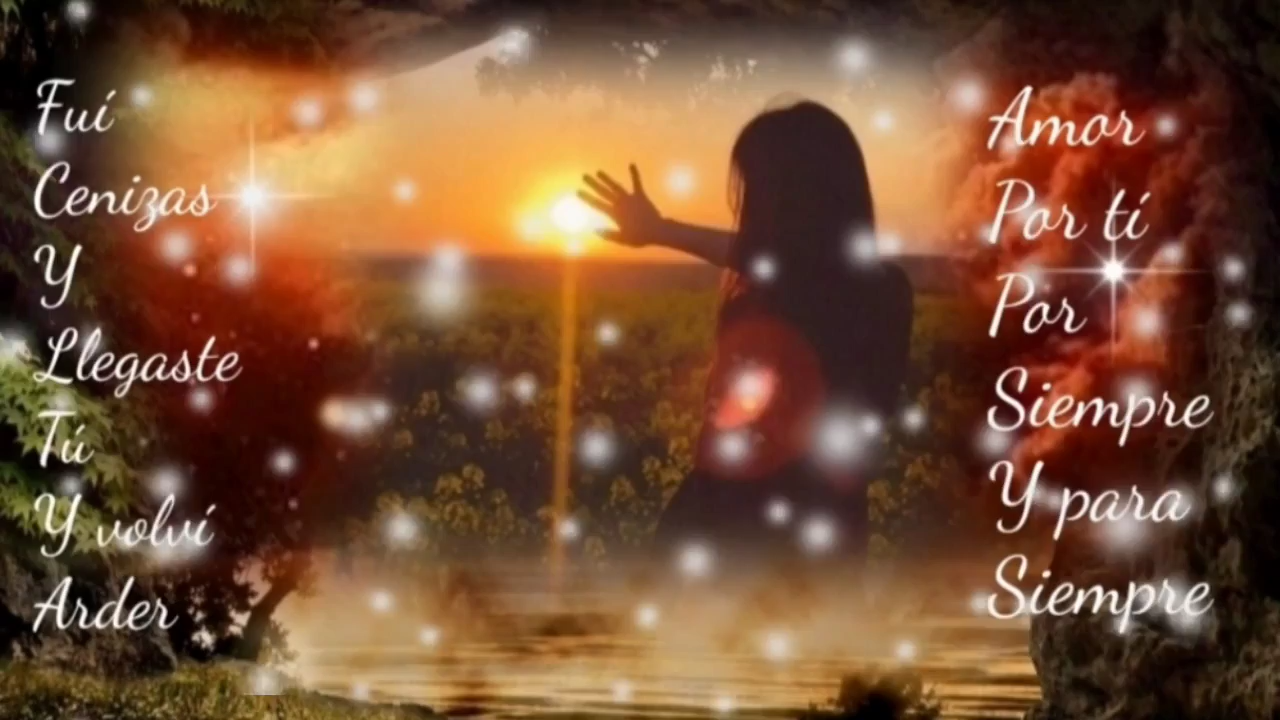 Fuí
Cenizas
Y
Llegaste
Tú
Y volví
Arder
Amor
Por tí
Por
Siempre
Y para
Siempre